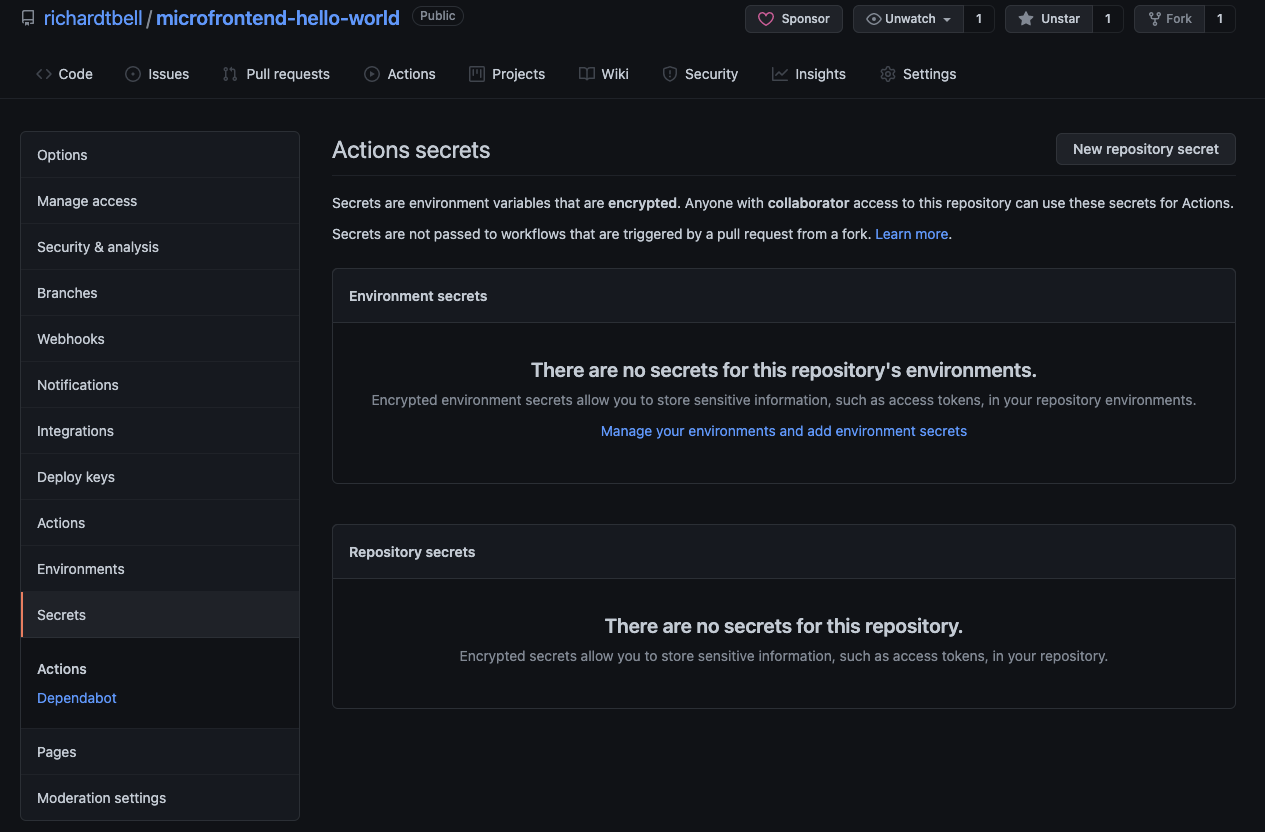 richardtbell / microfrontend-hello-world Public Sponsor Unwatch 1 Unstar 1 Fork 1
Code Issues Pull requests Actions Projects Wiki Security Insights Settings
Options
Manage access
Security & analysis
Branches
Webhooks
Notifications
Integrations
Deploy keys
Actions
Environments
Secrets
Actions
Dependabot
Pages
Moderation settings
Actions secrets New repository secret
Secrets are environment variables that are encrypted. Anyone with collaborator access to this repository can use these secrets for Actions.
Secrets are not passed to workflows that are triggered by a pull request from a fork. Learn more.
Environment secrets
There are no secrets for this repository's environments.
Encrypted environment secrets allow you to store sensitive information, such as access tokens, in your repository environments.
Manage your environments and add environment secrets
Repository secrets
There are no secrets for this repository.
Encrypted secrets allow you to store sensitive information, such as access tokens, in your repository.